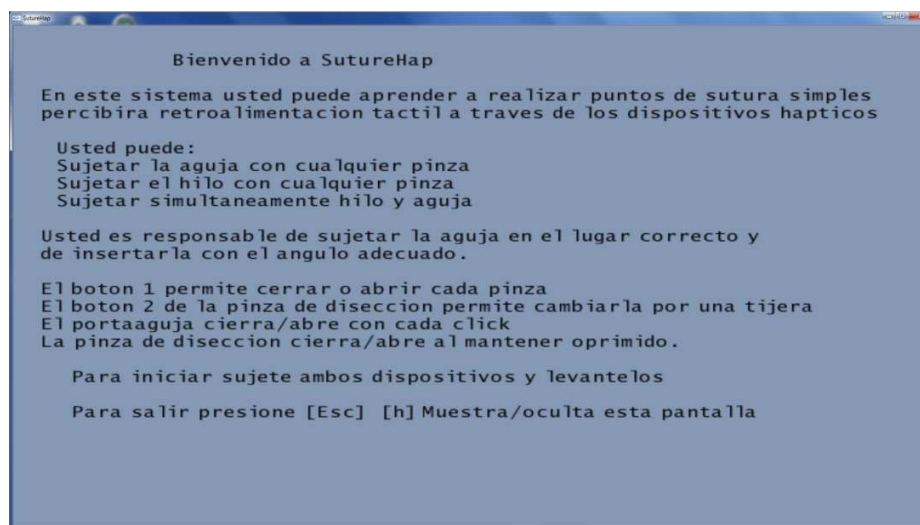 SutureHap
Bienvenido a SutureHap
En este sistema usted puede aprender a realizar puntos de sutura simples
percibira retroalimentacion tactil a traves de los dispositivos hapticos
Usted puede:
Sujetar la aguja con cualquier pinza
Sujetar el hilo con cualquier pinza
Sujetar simultaneamente hilo y aguja
Usted es responsable de sujetar la aguja en el lugar correcto y
de insertarla con el angulo adecuado.
El boton 1 permite cerrar o abrir cada pinza
El boton 2 de la pinza de diseccion permite cambiarla por una tijera
El portaaguja cierra/abre con cada click
La pinza de diseccion cierra/abre al mantener oprimido.
Para iniciar sujete ambos dispositivos y levantelos
Para salir presione [Esc] [h] Muestra/oculta esta pantalla